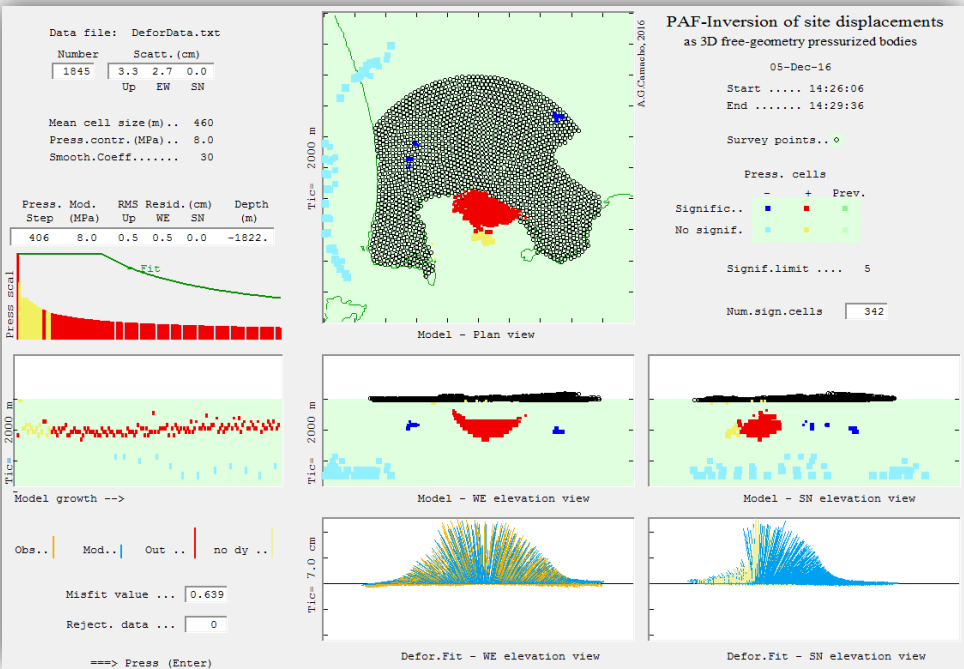 Data file: DeforData.txt
Number Scatt.(cm)
1845 3.3 2.7 0.0
Up EW SN
Mean cell size(m).. 460
Press.contr.(MPa).. 8.0
Smooth.Coeff....... 30
Press. Mod. RMS Resid.(cm) Depth
Step (MPa) Up WE SN (m)
406 8.0 0.5 0.5 0.0 -1822.
Fit
Press scal
Tic= 2000 m
Model - Plan view
A.G.Camacho, 2016
PAF-Inversion of site displacements
as 3D free-geometry pressurized bodies
05-Dec-16
Start ..... 14:26:06
End ....... 14:29:36
Survey points..
Press. cells
- + Prev.
Signific..
No signif.
Signif.limit .... 5
Num.sign.cells 342
Tic= 2000 m
Model growth -->
Tic= 2000 m
Model - WE elevation view
Model - SN elevation view
Obs.. Mod.. Out .. no dy ..
Misfit value ... 0.639
Reject. data ... 0
===> Press (Enter)
Tic= 7.0 cm
Defor.Fit - WE elevation view
Defor.Fit - SN elevation view